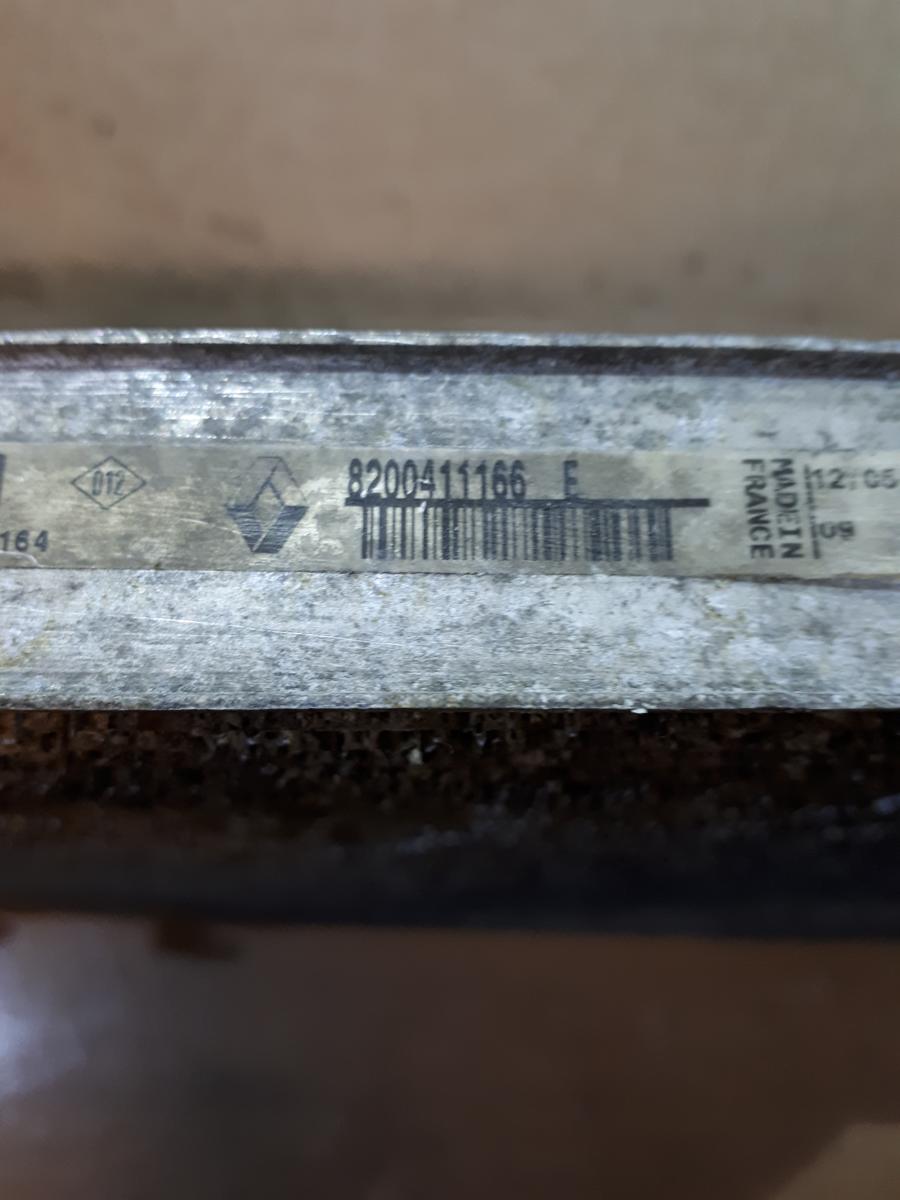 D12
164
8200411166 E
MADE IN
FRANCE
12.05
09